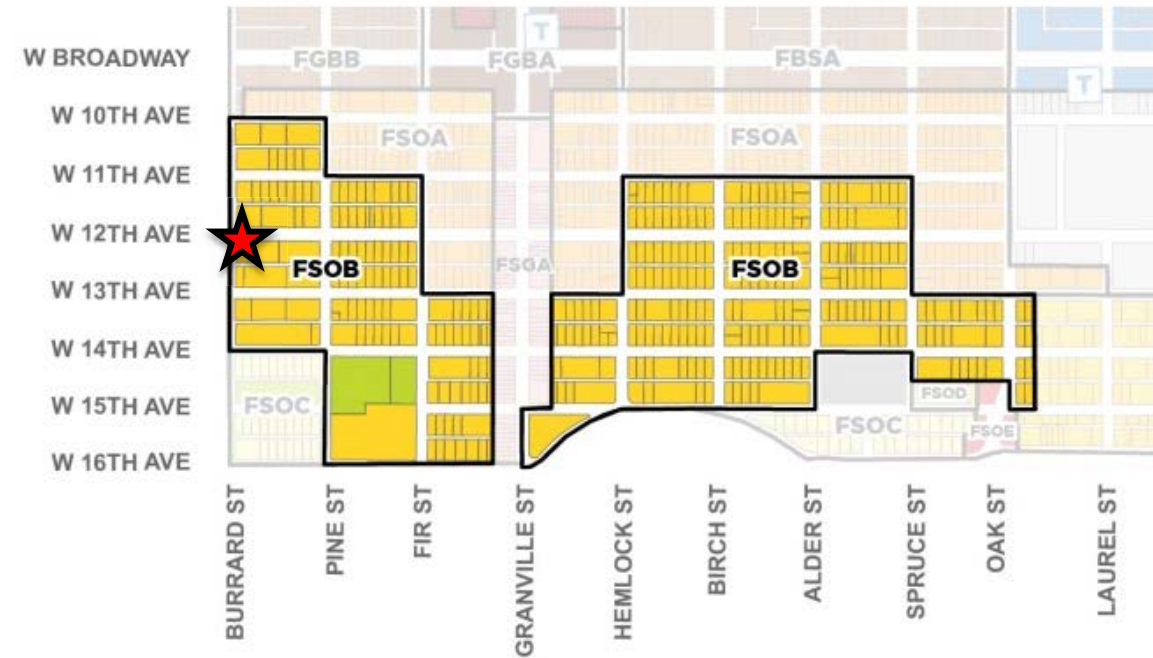 W BROADWAY
FGBB
FGBA
T
FBSA
T
W 10TH AVE
FSOA
FSOA
W 11TH AVE
W 12TH AVE
FSOB
FSGA
FSOB
W 13TH AVE
W 14TH AVE
FSOC
FSOD
W 15TH AVE
FSOC
FSOE
W 16TH AVE
BURRARD ST
PINE ST
FIR ST
GRANVILLE ST
HEMLOCK ST
BIRCH ST
ALDER ST
SPRUCE ST
OAK ST
LAUREL ST